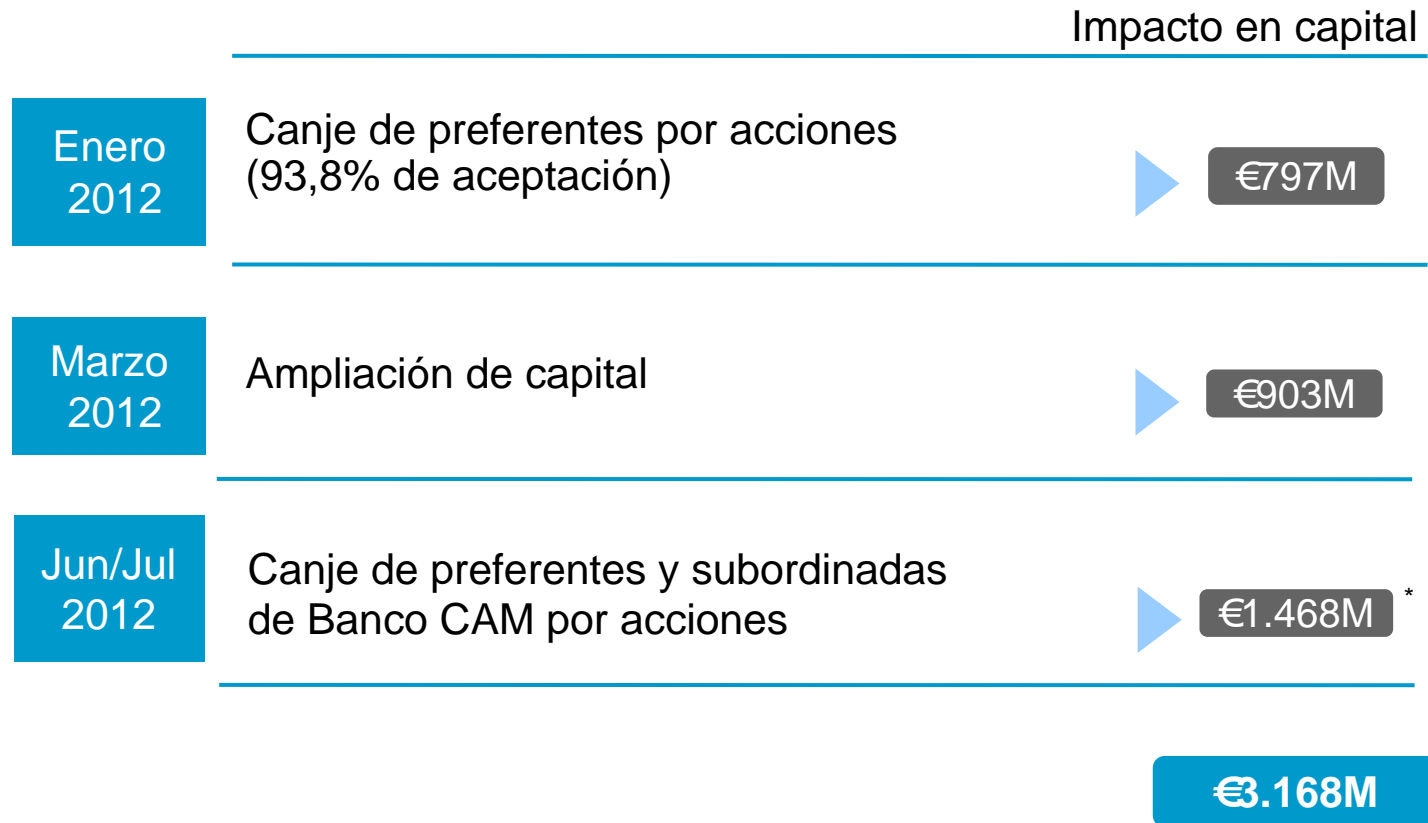 Impacto en capital
Enero
2012
Canje de preferentes por acciones
(93,8% de aceptación)
€797M
Marzo
2012
Ampliación de capital
€903M
Jun/Jul
2012
Canje de preferentes y subordinadas
de Banco CAM por acciones
€1.468M *
€3.168M